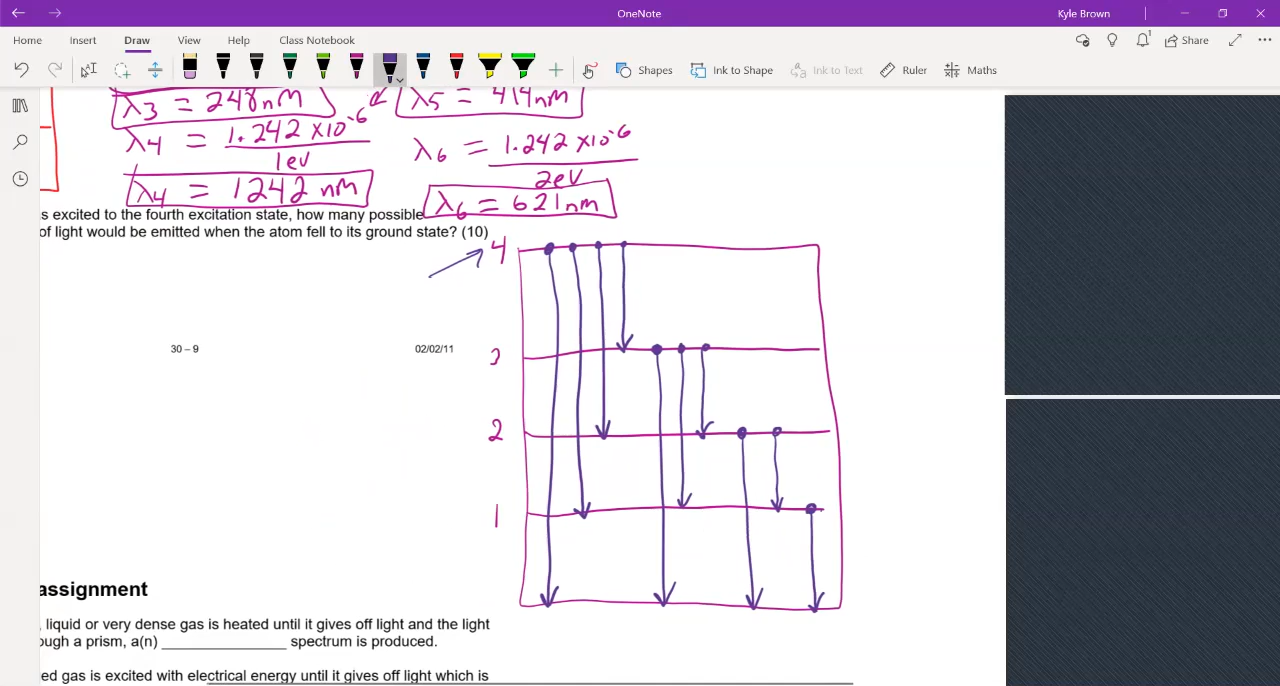 OneNote
Kyle Brown
Home Insert Draw View Help Class Notebook
Share
Shapes Ink to Shape Ink to Text Ruler Maths
λ3 = 248nm λ5 = 414nm
λ4 = 1.242 x10^-6
1ev
λ4 = 1242 nm
λ6 = 1.242 x10^-6
2ev
λ6 = 621nm
s excited to the fourth excitation state, how many possible
of light would be emitted when the atom fell to its ground state? (10)
4
3
2
1
30 – 9 02/02/11
assignment
, liquid or very dense gas is heated until it gives off light and the light
ough a prism, a(n) ______________ spectrum is produced.
ed gas is excited with electrical energy until it gives off light which is